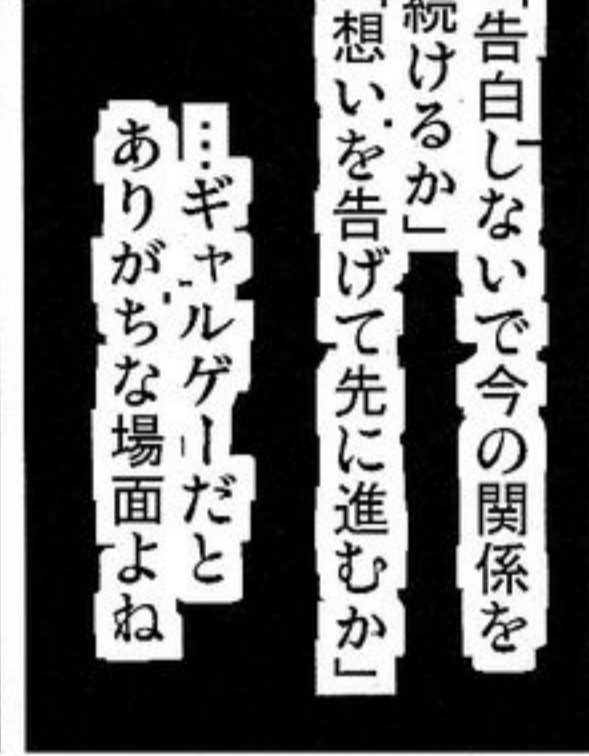 「告白しないで今の関係を
続けるか」
「想いを告げて先に進むか」
…ギャルゲーだと
ありがちな場面よね